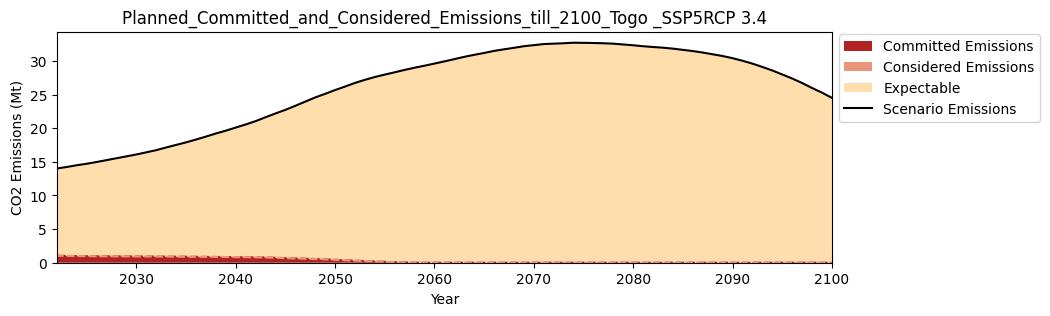 Planned_Committed_and_Considered_Emissions_till_2100_Togo _SSP5RCP 3.4
CO2 Emissions (Mt)
30
25
20
15
10
5
0
2030 2040 2050 2060 2070 2080 2090 2100
Year
Committed Emissions
Considered Emissions
Expectable
Scenario Emissions